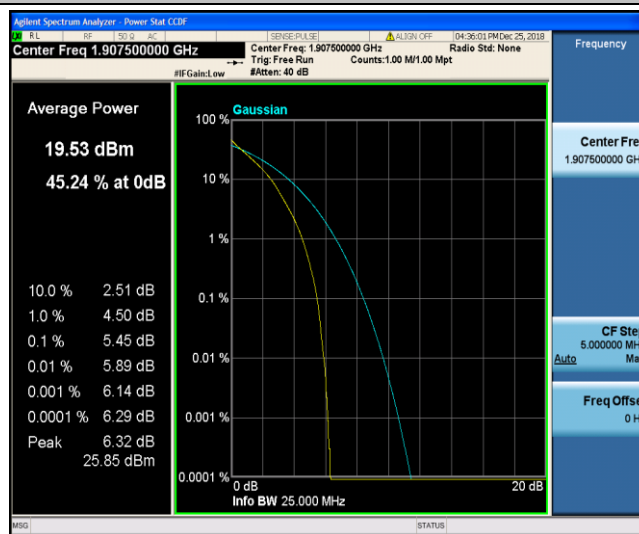 Agilent Spectrum Analyzer - Power Stat CCDF
RL RF 50 Ω AC SENSE:PULSE ALIGN OFF 04:36:01 PM Dec 25, 2018
Center Freq 1.907500000 GHz
Center Freq: 1.907500000 GHz Radio Std: None
Trig: Free Run Counts:1.00 M/1.00 Mpt
#IFGain:Low #Atten: 40 dB
Frequency
Average Power
19.53 dBm
45.24 % at 0dB
10.0 % 2.51 dB
1.0 % 4.50 dB
0.1 % 5.45 dB
0.01 % 5.89 dB
0.001 % 6.14 dB
0.0001 % 6.29 dB
Peak 6.32 dB
25.85 dBm
Gaussian
100 %
10 %
1 %
0.1 %
0.01 %
0.001 %
0.0001 %
0 dB 20 dB
Info BW 25.000 MHz
Center Fre
1.907500000 GH
CF Ste
5.000000 MH
Auto Ma
Freq Offse
0 H
MSG STATUS